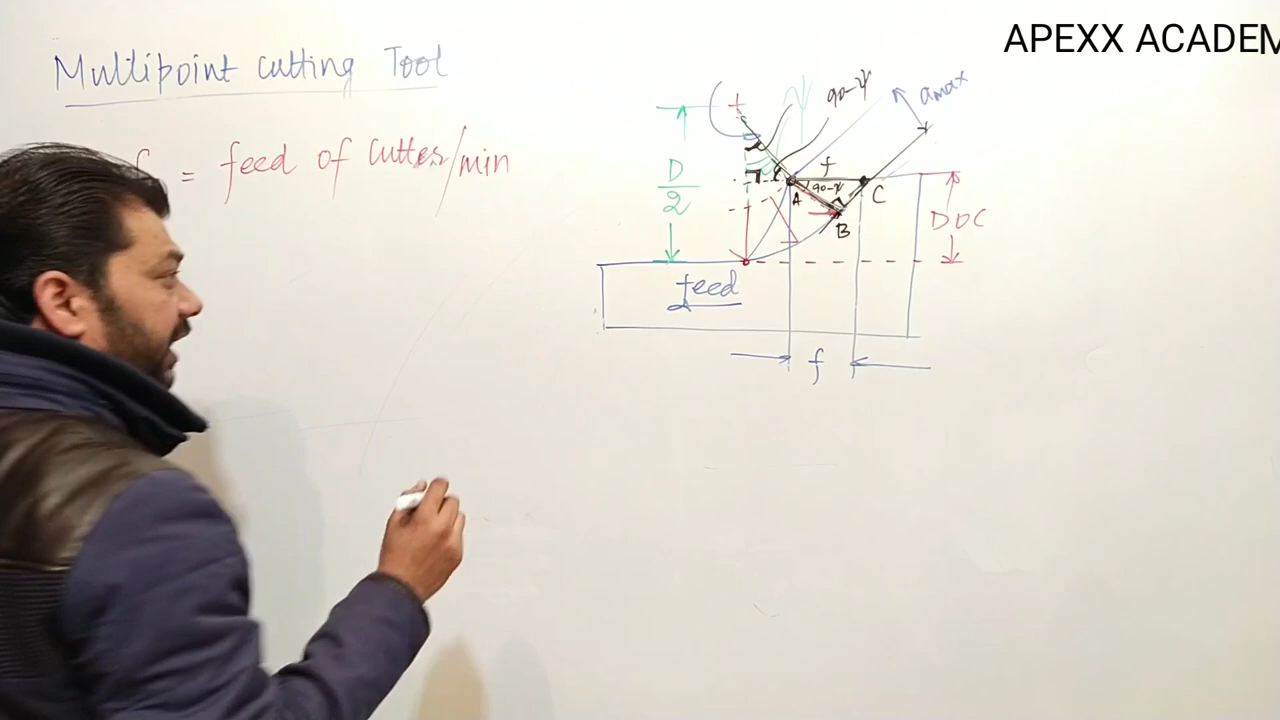 APEXX ACADEM
Multipoint cutting Tool
f = feed of cutter/min
90-ψ
amax
D/2
f
90-ψ
A
C
B
DOC
feed
f